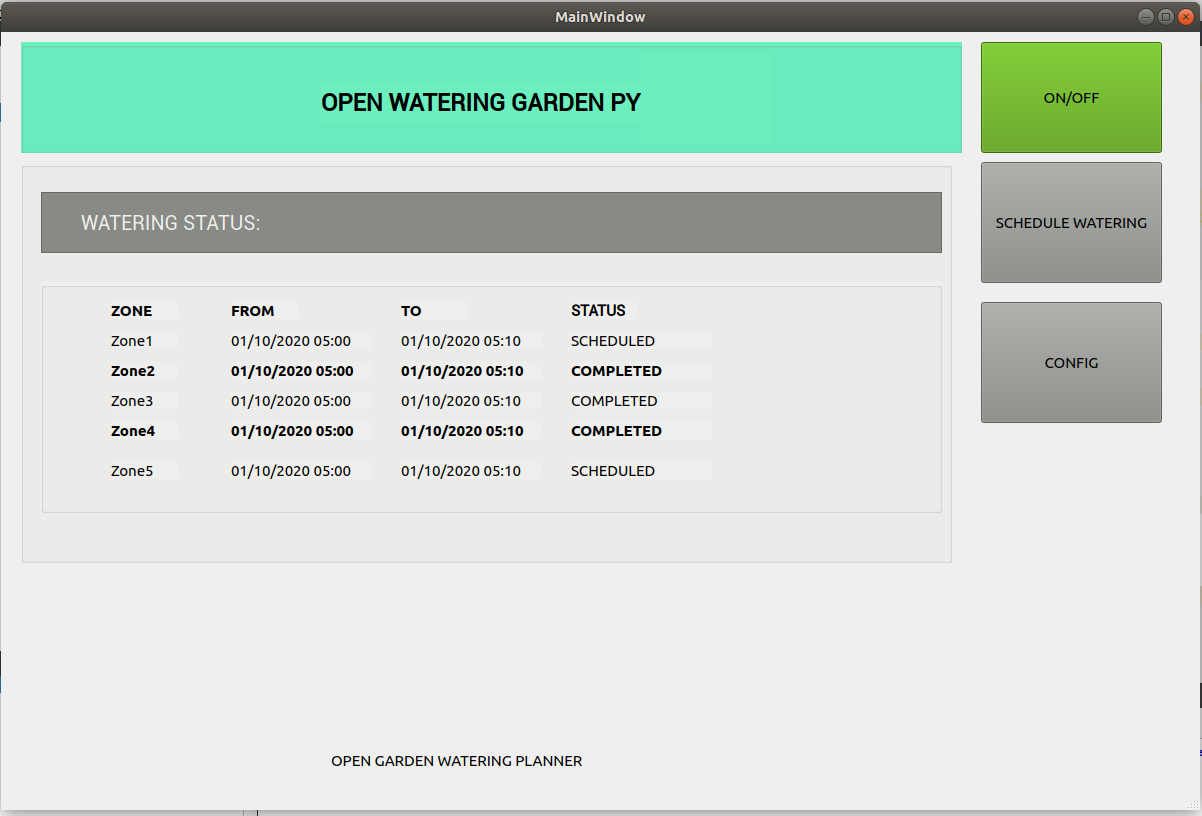 MainWindow
OPEN WATERING GARDEN PY
ON/OFF
WATERING STATUS:
SCHEDULE WATERING
ZONE FROM TO STATUS
Zone1 01/10/2020 05:00 01/10/2020 05:10 SCHEDULED
Zone2 01/10/2020 05:00 01/10/2020 05:10 COMPLETED
CONFIG
Zone3 01/10/2020 05:00 01/10/2020 05:10 COMPLETED
Zone4 01/10/2020 05:00 01/10/2020 05:10 COMPLETED
Zone5 01/10/2020 05:00 01/10/2020 05:10 SCHEDULED
OPEN GARDEN WATERING PLANNER